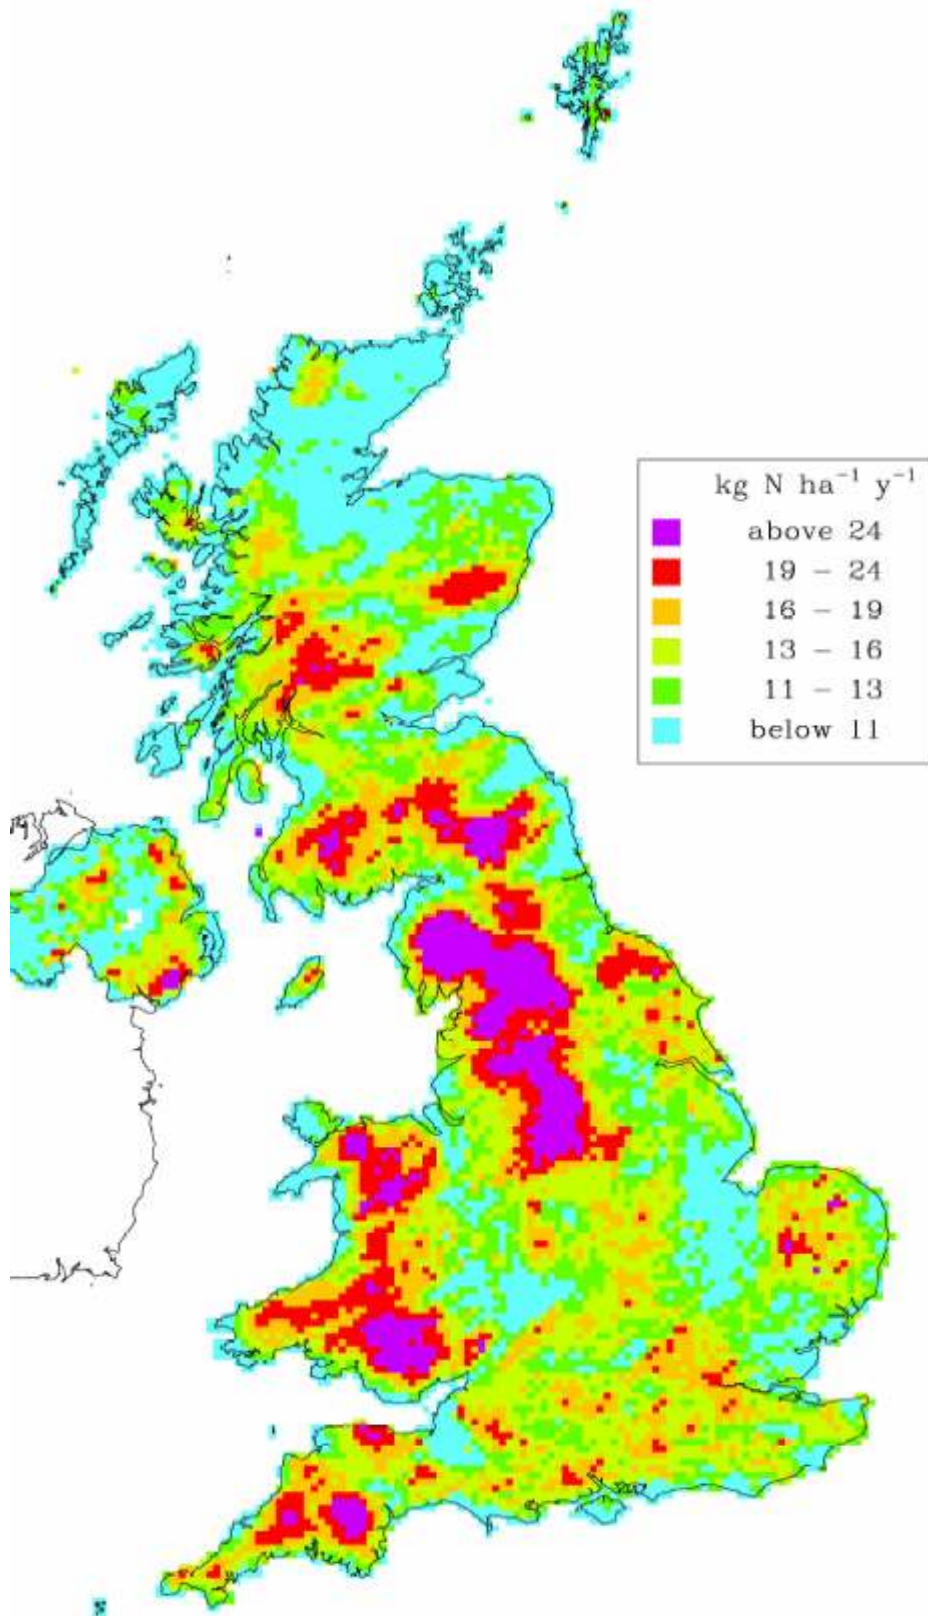 kg N ha⁻¹ y⁻¹
above 24
19 – 24
16 – 19
13 – 16
11 – 13
below 11